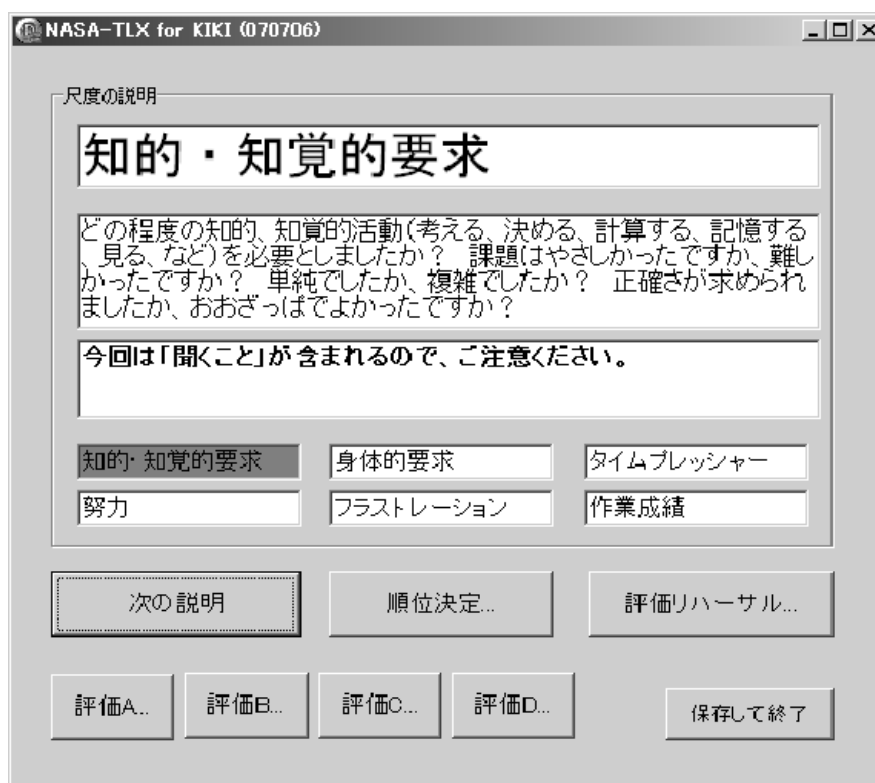 NASA-TLX for KIKI (070706)
尺度の説明
知的・知覚的要求
どの程度の知的、知覚的活動(考える、決める、計算する、記憶する
、見る、など)を必要としましたか？　課題はやさしかったですか、難し
かったですか？　単純でしたか、複雑でしたか？　正確さが求められ
ましたか、おおざっぱでよかったですか？
今回は「聞くこと」が含まれるので、ご注意ください。
知的・知覚的要求 身体的要求 タイムプレッシャー
努力 フラストレーション 作業成績
次の説明 順位決定... 評価リハーサル...
評価A... 評価B... 評価C... 評価D... 保存して終了